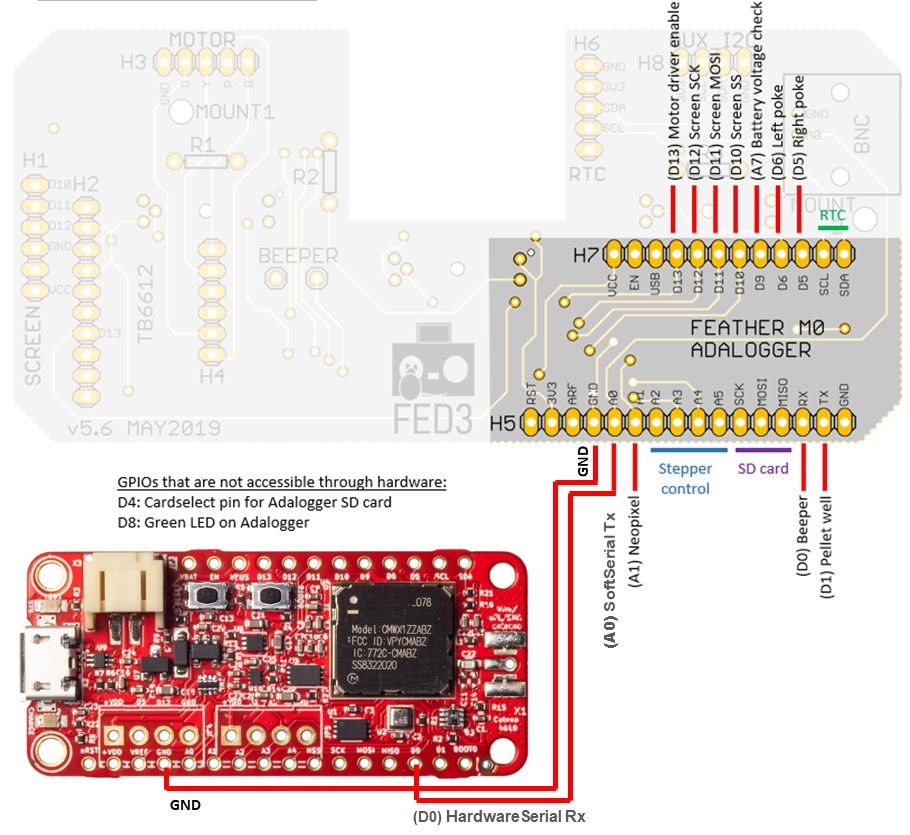 MOTOR
H3
GND
O
Y
P
B
MOUNT1
H6
GND
3V3
SDA
SCL
RTC
H8
UX_I2C
GND
BNC
MOUNT
(D13) Motor driver enable
(D12) Screen SCK
(D11) Screen MOSI
(D10) Screen SS
(A7) Battery voltage check
(D6) Left poke
(D5) Right poke
RTC
H1
D10
D11
D12
GND
VCC
SCREEN
H2
D13
R1
R2
BEEPER
TB6612
H4
H7
VCC EN USB D13 D12 D11 D10 D9 D6 D5 SCL SDA
FEATHER M0
ADALOGGER
RST 3V3 ARF GND A0 A1 A2 A3 A4 A5 SCK MOSI MISO RX TX GND
H5
FED3
v5.6 MAY2019
GND
(A0) SoftSerial Tx
(A1) Neopixel
Stepper
control
SD card
(D0) Beeper
(D1) Pellet well
GPIOs that are not accessible through hardware:
D4: Cardselect pin for Adalogger SD card
D8: Green LED on Adalogger
X3
VBAT EN D13 D12 D11 D10 D9 D6 D5 SCL SDA
..078
Model:CMWX1ZZABZ
FCC ID:VPYCMABZ
IC:772C-CMABZ
SS8322020
X1
+VDD VREF GND A0 A1 A2 A3 A4 NSS SCK MOSI MISO D0 D1 BOOT0
nRST
GND
(D0) HardwareSerial Rx